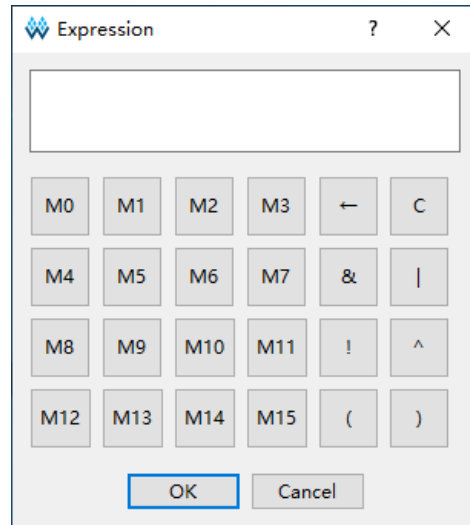 Expression ? ×
M0 M1 M2 M3 ← C
M4 M5 M6 M7 & |
M8 M9 M10 M11 ! ^
M12 M13 M14 M15 ( )
OK Cancel